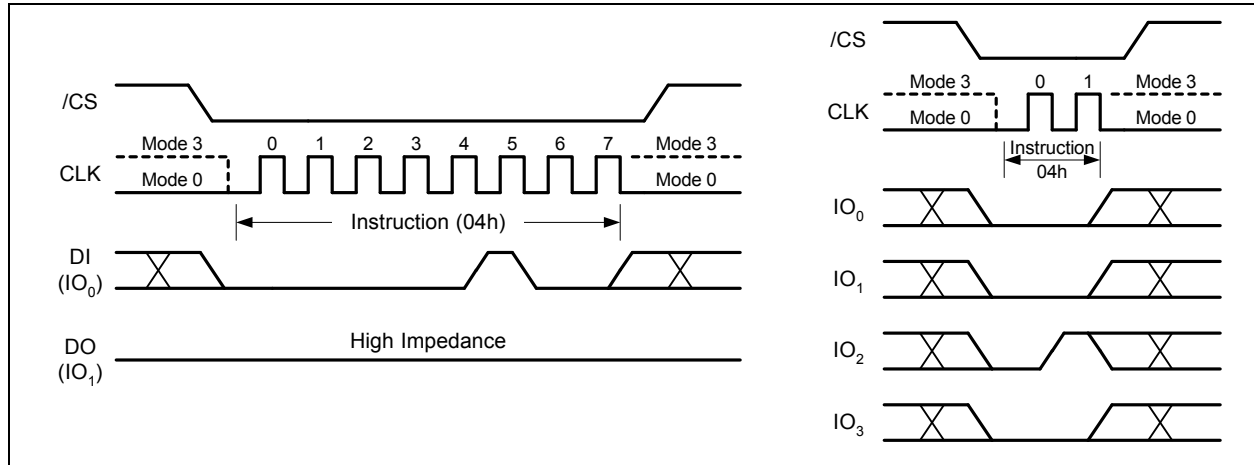 /CS
Mode 3 0 1 2 3 4 5 6 7 Mode 3
CLK
Mode 0 Mode 0
Instruction (04h)
DI
(IO0)
High Impedance
DO
(IO1)
/CS
Mode 3 0 1 Mode 3
CLK
Mode 0 Mode 0
Instruction
04h
IO0
IO1
IO2
IO3